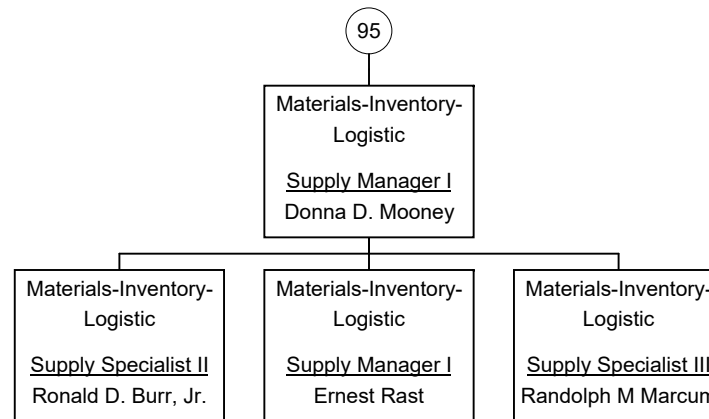 95
Materials-Inventory-
Logistic
Supply Manager I
Donna D. Mooney
Materials-Inventory-
Logistic
Supply Specialist II
Ronald D. Burr, Jr.
Materials-Inventory-
Logistic
Supply Manager I
Ernest Rast
Materials-Inventory-
Logistic
Supply Specialist III
Randolph M Marcum